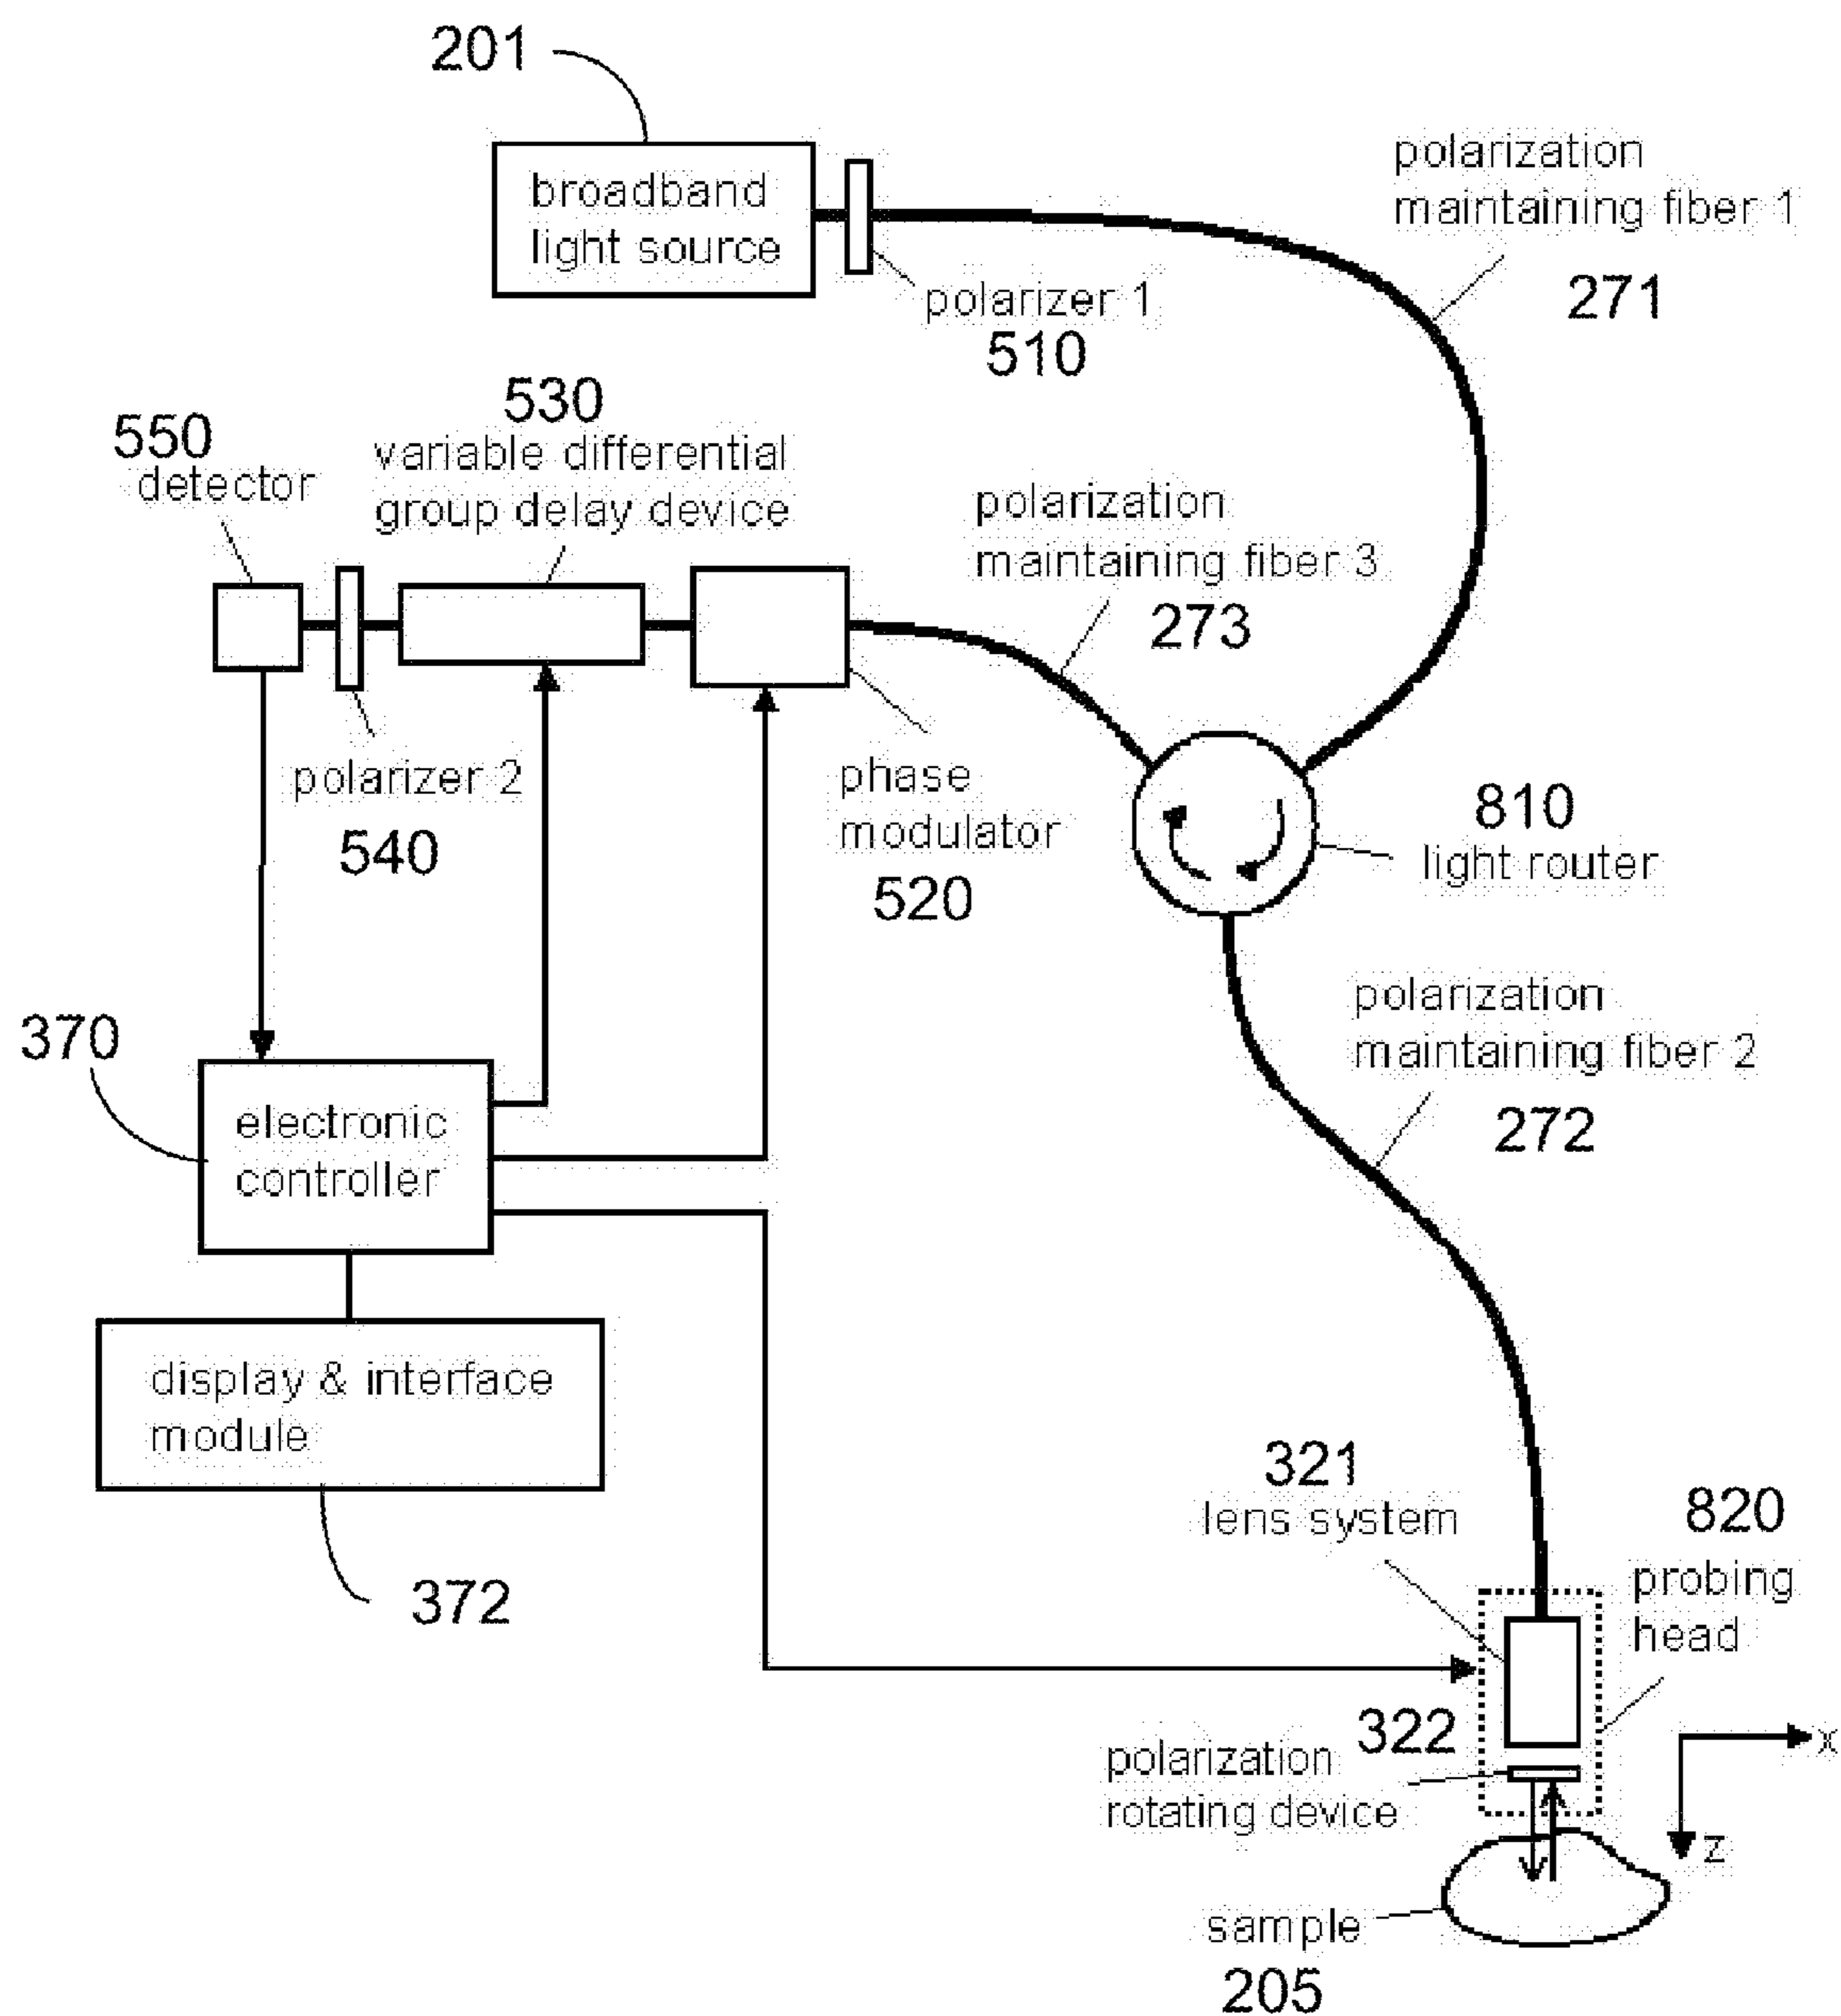 201
broadband
light source
polarizer 1
510
polarization
maintaining fiber 1
271
550
detector
530
variable differential
group delay device
polarization
maintaining fiber 3
273
polarizer 2
540
phase
modulator
520
810
light router
370
electronic
controller
polarization
maintaining fiber 2
272
display & interface
module
372
321
lens system
820
probing
head
322
polarization
rotating device
x
z
sample
205